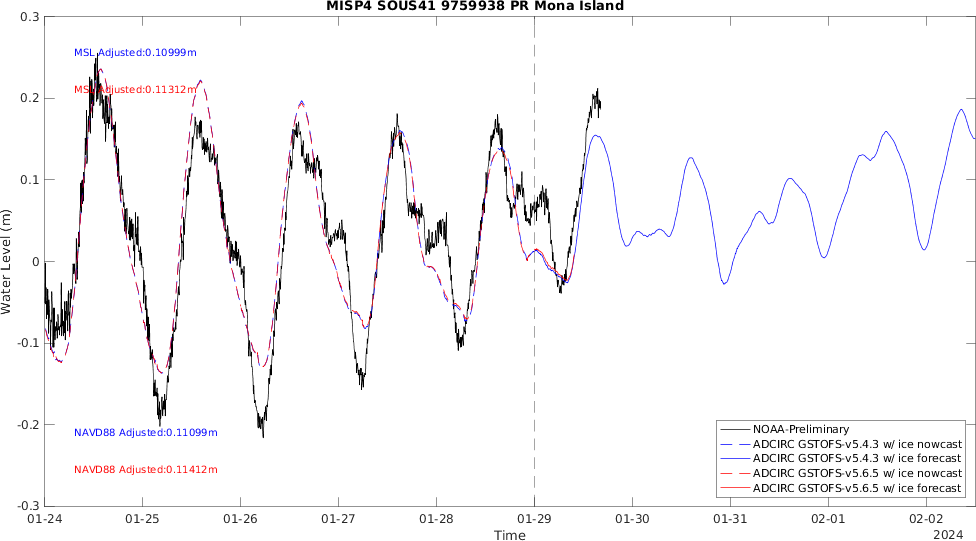 MISP4 SOUS41 9759938 PR Mona Island
0.3
0.2
0.1
0
-0.1
-0.2
-0.3
Water Level (m)
MSL Adjusted:0.10999m
MSL Adjusted:0.11312m
NAVD88 Adjusted:0.11099m
NAVD88 Adjusted:0.11412m
NOAA-Preliminary
ADCIRC GSTOFS-v5.4.3 w/ ice nowcast
ADCIRC GSTOFS-v5.4.3 w/ ice forecast
ADCIRC GSTOFS-v5.6.5 w/ ice nowcast
ADCIRC GSTOFS-v5.6.5 w/ ice forecast
01-24 01-25 01-26 01-27 01-28 01-29 01-30 01-31 02-01 02-02
Time
2024